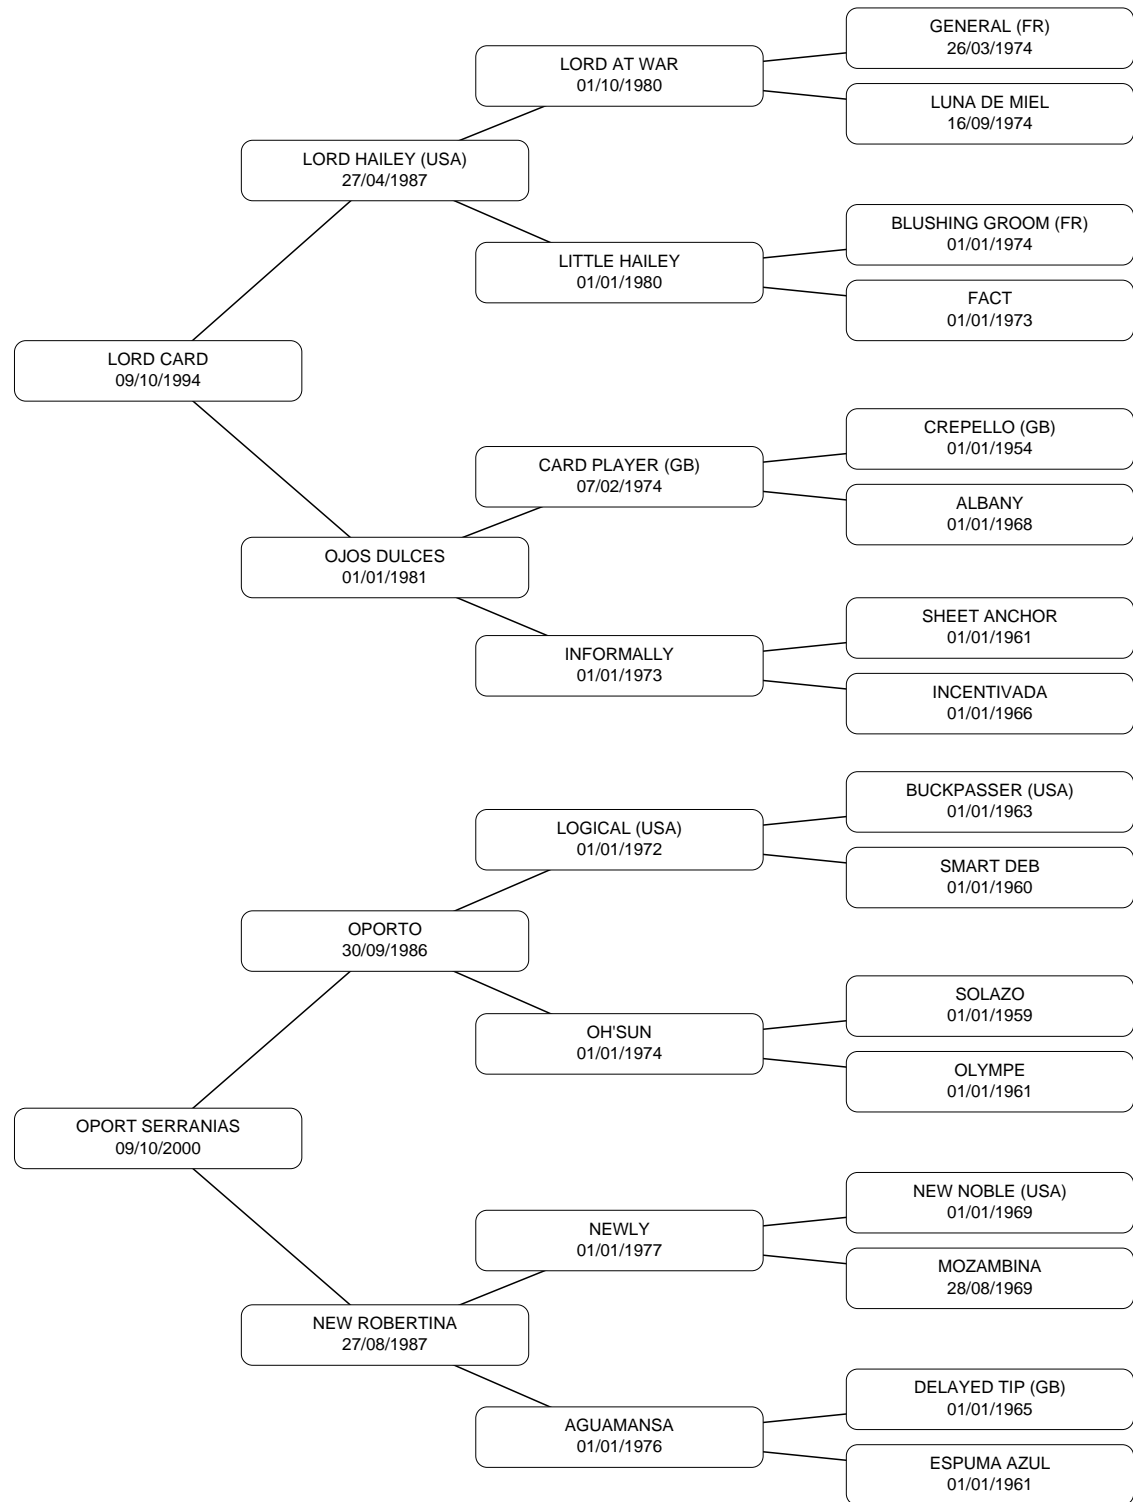 GENERAL (FR)
26/03/1974
LORD AT WAR
01/10/1980
LUNA DE MIEL
16/09/1974
LORD HAILEY (USA)
27/04/1987
BLUSHING GROOM (FR)
01/01/1974
LITTLE HAILEY
01/01/1980
FACT
01/01/1973
LORD CARD
09/10/1994
CREPELLO (GB)
01/01/1954
CARD PLAYER (GB)
07/02/1974
ALBANY
01/01/1968
OJOS DULCES
01/01/1981
SHEET ANCHOR
01/01/1961
INFORMALLY
01/01/1973
INCENTIVADA
01/01/1966
BUCKPASSER (USA)
01/01/1963
LOGICAL (USA)
01/01/1972
SMART DEB
01/01/1960
OPORTO
30/09/1986
SOLAZO
01/01/1959
OH'SUN
01/01/1974
OLYMPE
01/01/1961
OPORT SERRANIAS
09/10/2000
NEW NOBLE (USA)
01/01/1969
NEWLY
01/01/1977
MOZAMBINA
28/08/1969
NEW ROBERTINA
27/08/1987
DELAYED TIP (GB)
01/01/1965
AGUAMANSA
01/01/1976
ESPUMA AZUL
01/01/1961